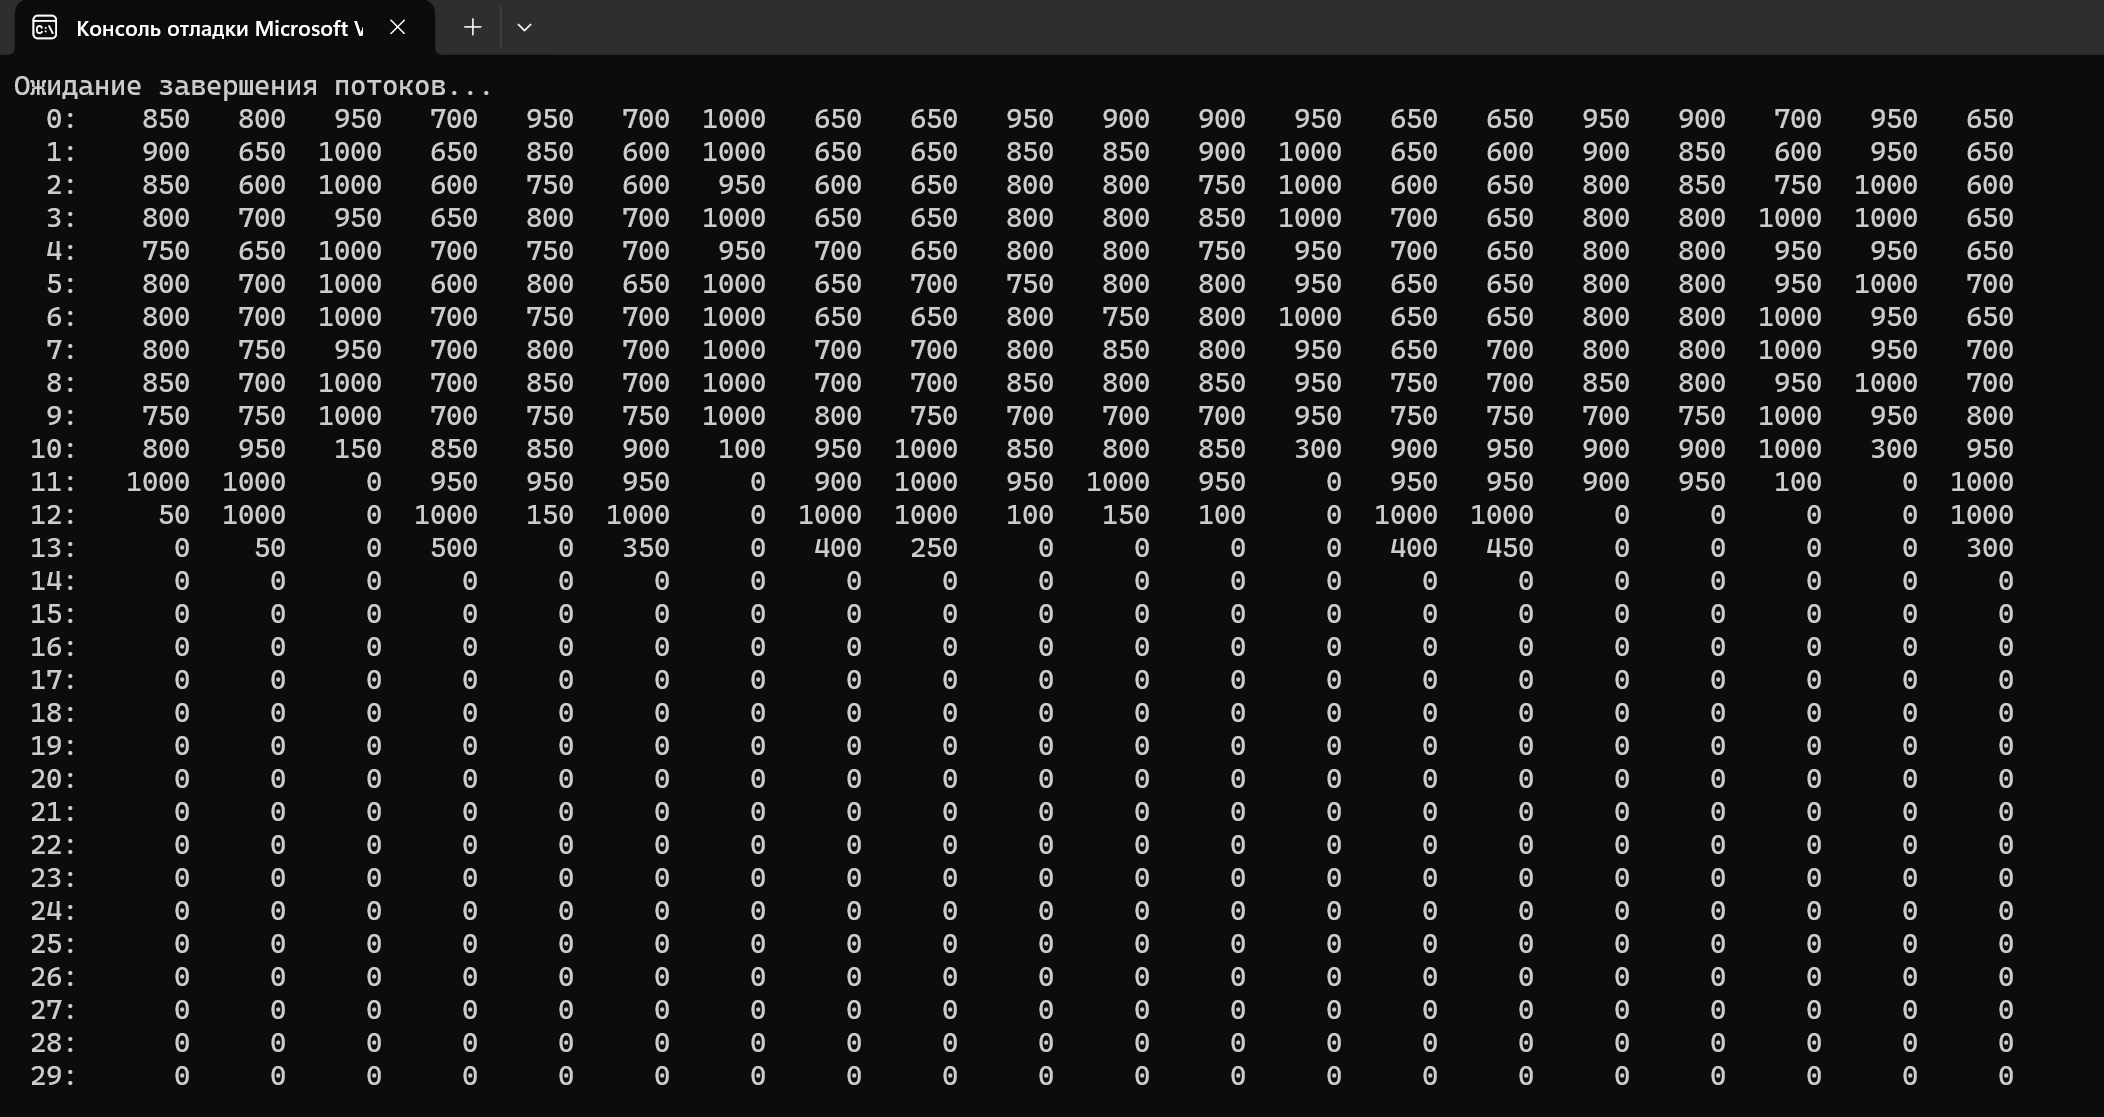 Консоль отладки Microsoft V
Ожидание завершения потоков...
0: 850 800 950 700 950 700 1000 650 650 950 900 900 950 650 650 950 900 700 950 650
1: 900 650 1000 650 850 600 1000 650 650 850 850 900 1000 650 600 900 850 600 950 650
2: 850 600 1000 600 750 600 950 600 650 800 800 750 1000 600 650 800 850 750 1000 600
3: 800 700 950 650 800 700 1000 650 650 800 800 850 1000 700 650 800 800 1000 1000 650
4: 750 650 1000 700 750 700 950 700 650 800 800 750 950 700 650 800 800 950 950 650
5: 800 700 1000 600 800 650 1000 650 700 750 800 800 950 650 650 800 800 950 1000 700
6: 800 700 1000 700 750 700 1000 650 650 800 750 800 1000 650 650 800 800 1000 950 650
7: 800 750 950 700 800 700 1000 700 700 800 850 800 950 650 700 800 800 1000 950 700
8: 850 700 1000 700 850 700 1000 700 700 850 800 850 950 750 700 850 800 950 1000 700
9: 750 750 1000 700 750 750 1000 800 750 700 700 700 950 750 750 700 750 1000 950 800
10: 800 950 150 850 850 900 100 950 1000 850 800 850 300 900 950 900 900 1000 300 950
11: 1000 1000 0 950 950 950 0 900 1000 950 1000 950 0 950 950 900 950 100 0 1000
12: 50 1000 0 1000 150 1000 0 1000 1000 100 150 100 0 1000 1000 0 0 0 0 1000
13: 0 50 0 500 0 350 0 400 250 0 0 0 0 400 450 0 0 0 0 300
14: 0 0 0 0 0 0 0 0 0 0 0 0 0 0 0 0 0 0 0 0
15: 0 0 0 0 0 0 0 0 0 0 0 0 0 0 0 0 0 0 0 0
16: 0 0 0 0 0 0 0 0 0 0 0 0 0 0 0 0 0 0 0 0
17: 0 0 0 0 0 0 0 0 0 0 0 0 0 0 0 0 0 0 0 0
18: 0 0 0 0 0 0 0 0 0 0 0 0 0 0 0 0 0 0 0 0
19: 0 0 0 0 0 0 0 0 0 0 0 0 0 0 0 0 0 0 0 0
20: 0 0 0 0 0 0 0 0 0 0 0 0 0 0 0 0 0 0 0 0
21: 0 0 0 0 0 0 0 0 0 0 0 0 0 0 0 0 0 0 0 0
22: 0 0 0 0 0 0 0 0 0 0 0 0 0 0 0 0 0 0 0 0
23: 0 0 0 0 0 0 0 0 0 0 0 0 0 0 0 0 0 0 0 0
24: 0 0 0 0 0 0 0 0 0 0 0 0 0 0 0 0 0 0 0 0
25: 0 0 0 0 0 0 0 0 0 0 0 0 0 0 0 0 0 0 0 0
26: 0 0 0 0 0 0 0 0 0 0 0 0 0 0 0 0 0 0 0 0
27: 0 0 0 0 0 0 0 0 0 0 0 0 0 0 0 0 0 0 0 0
28: 0 0 0 0 0 0 0 0 0 0 0 0 0 0 0 0 0 0 0 0
29: 0 0 0 0 0 0 0 0 0 0 0 0 0 0 0 0 0 0 0 0